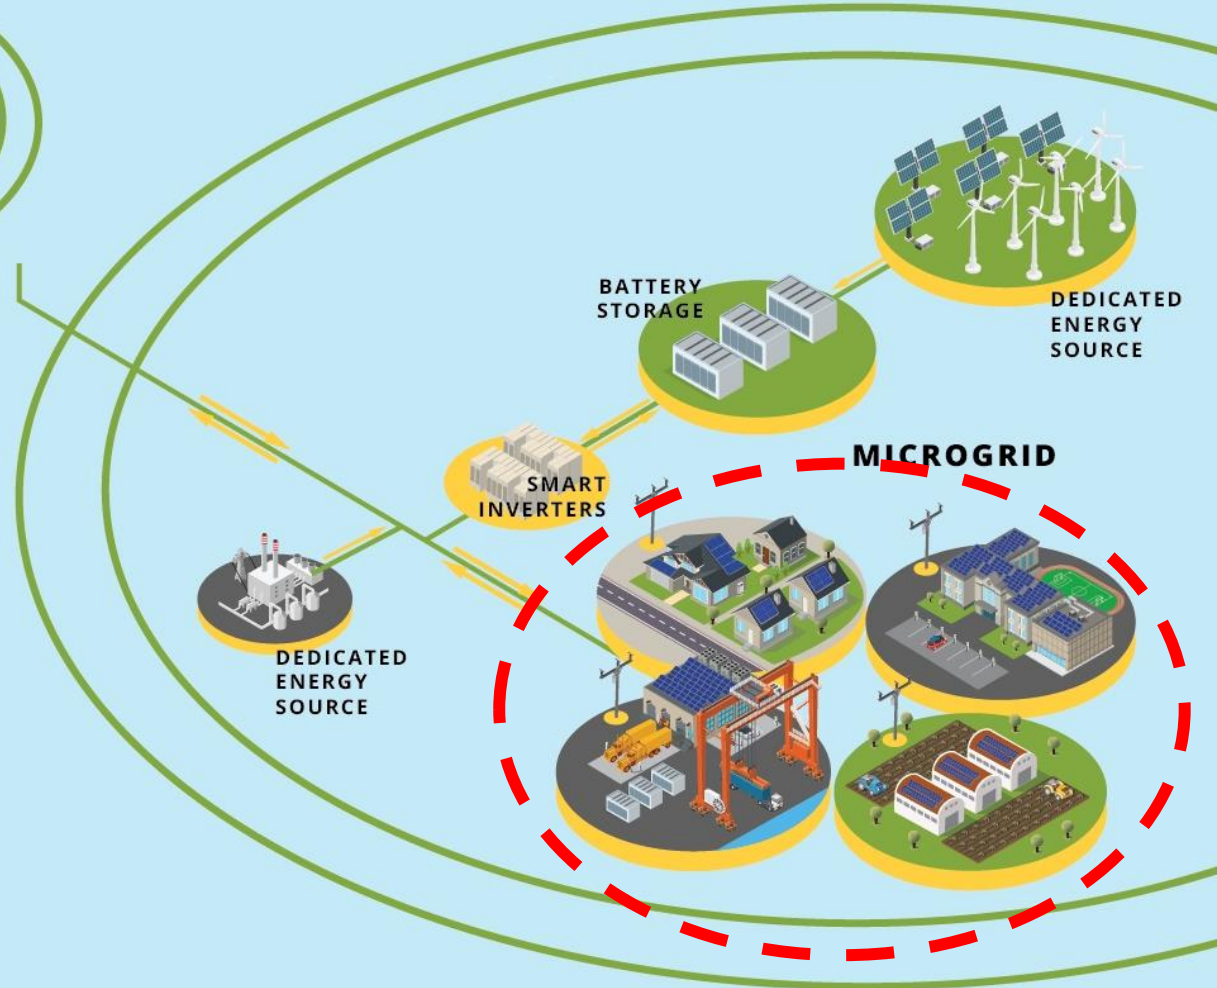 BATTERY
STORAGE
DEDICATED
ENERGY
SOURCE
MICROGRID
SMART
INVERTERS
DEDICATED
ENERGY
SOURCE